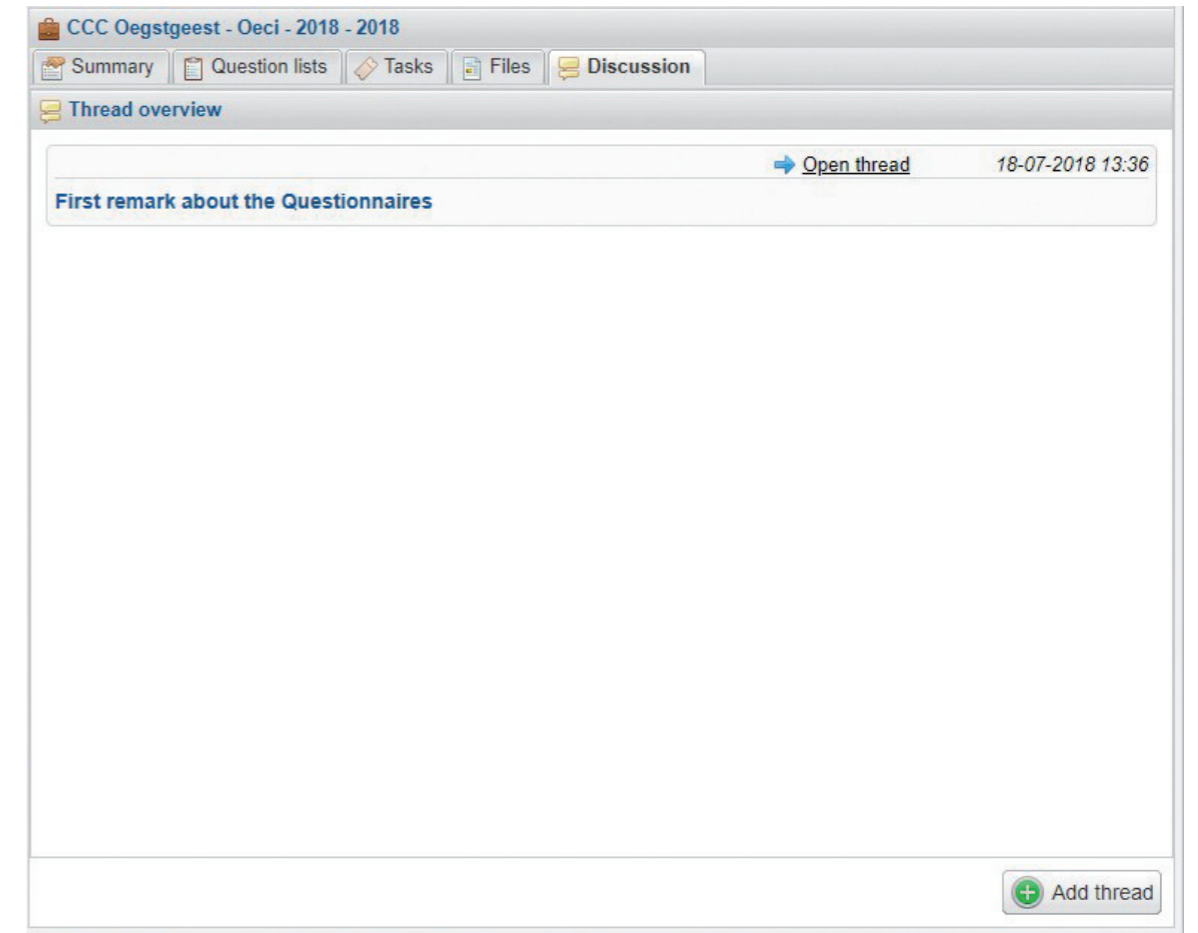 CCC Oegstgeest - Oeci - 2018 - 2018
Summary Question lists Tasks Files Discussion
Thread overview
Open thread 18-07-2018 13:36
First remark about the Questionnaires
Add thread